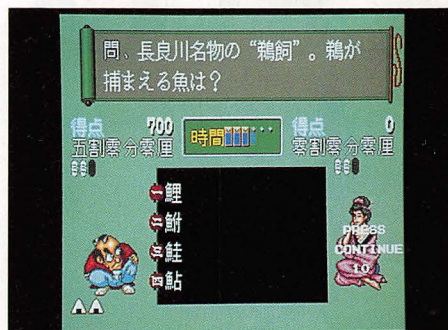 問、長良川名物の“鵜飼”。鵜が
捕まえる魚は？
得点 700
五割零分零厘
時間
得点 0
零割零分零厘
一 鯉
二 鮒
三 鮭
四 鮎
PRESS
CONTINUE
10